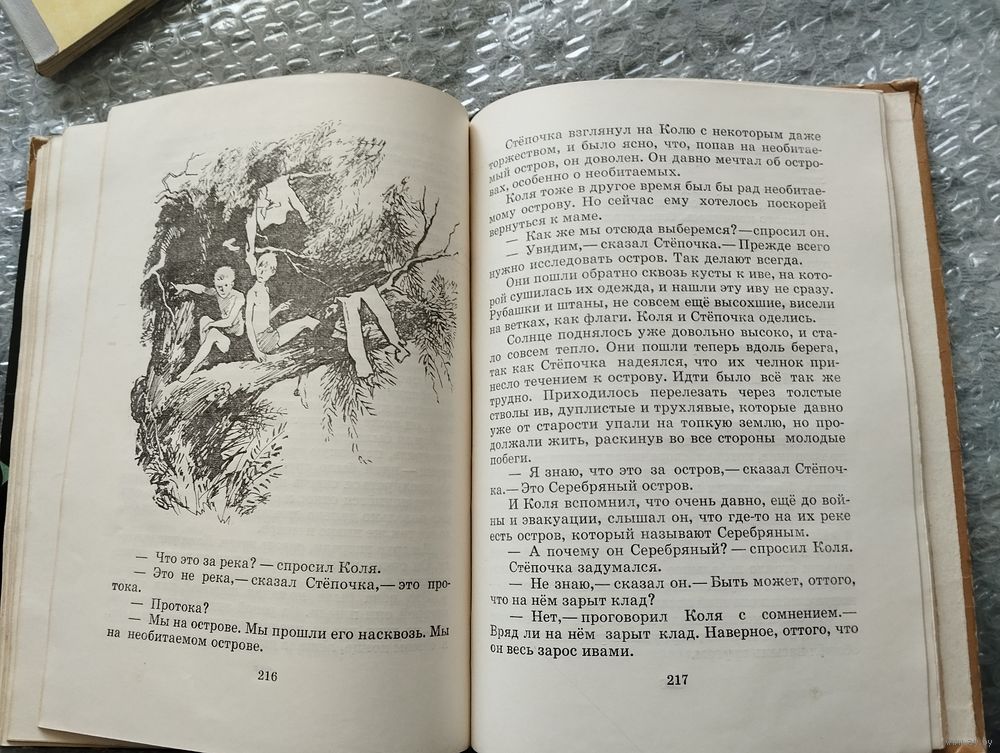 — Что это за река? — спросил Коля.
— Это не река,— сказал Стёпочка,— это про-
тока.
— Протока?
— Мы на острове. Мы прошли его насквозь. Мы
на необитаемом острове.
216
Стёпочка взглянул на Колю с некоторым даже
торжеством, и было ясно, что, попав на необитае-
мый остров, он доволен. Он давно мечтал об остро-
вах, особенно о необитаемых.
Коля тоже в другое время был бы рад необитае-
мому острову. Но сейчас ему хотелось поскорей
вернуться к маме.
— Как же мы отсюда выберемся?—спросил он.
— Увидим,— сказал Стёпочка.— Прежде всего
нужно исследовать остров. Так делают всегда.
Они пошли обратно сквозь кусты к иве, на кото-
рой сушилась их одежда, и нашли эту иву не сразу.
Рубашки и штаны, не совсем ещё высохшие, висели
на ветках, как флаги. Коля и Стёпочка оделись.
Солнце поднялось уже довольно высоко, и ста-
ло совсем тепло. Они пошли теперь вдоль берега,
так как Стёпочка надеялся, что их челнок при-
несло течением к острову. Идти было всё так же
трудно. Приходилось перелезать через толстые
стволы ив, дуплистые и трухлявые, которые давно
уже от старости упали на топкую землю, но про-
должали жить, раскинув во все стороны молодые
побеги.
— Я знаю, что это за остров,— сказал Стёпоч-
ка.— Это Серебряный остров.
И Коля вспомнил, что очень давно, ещё до вой-
ны и эвакуации, слышал он, что где-то на их реке
есть остров, который называют Серебряным.
— А почему он Серебряный? — спросил Коля.
Стёпочка задумался.
— Не знаю,— сказал он.— Быть может, оттого,
что на нём зарыт клад?
— Нет,— проговорил Коля с сомнением.—
Вряд ли на нём зарыт клад. Наверное, оттого, что
он весь зарос ивами.
217